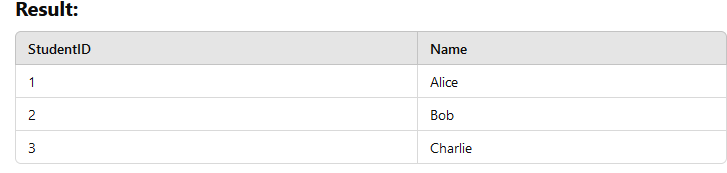 Result:
StudentID Name
1 Alice
2 Bob
3 Charlie